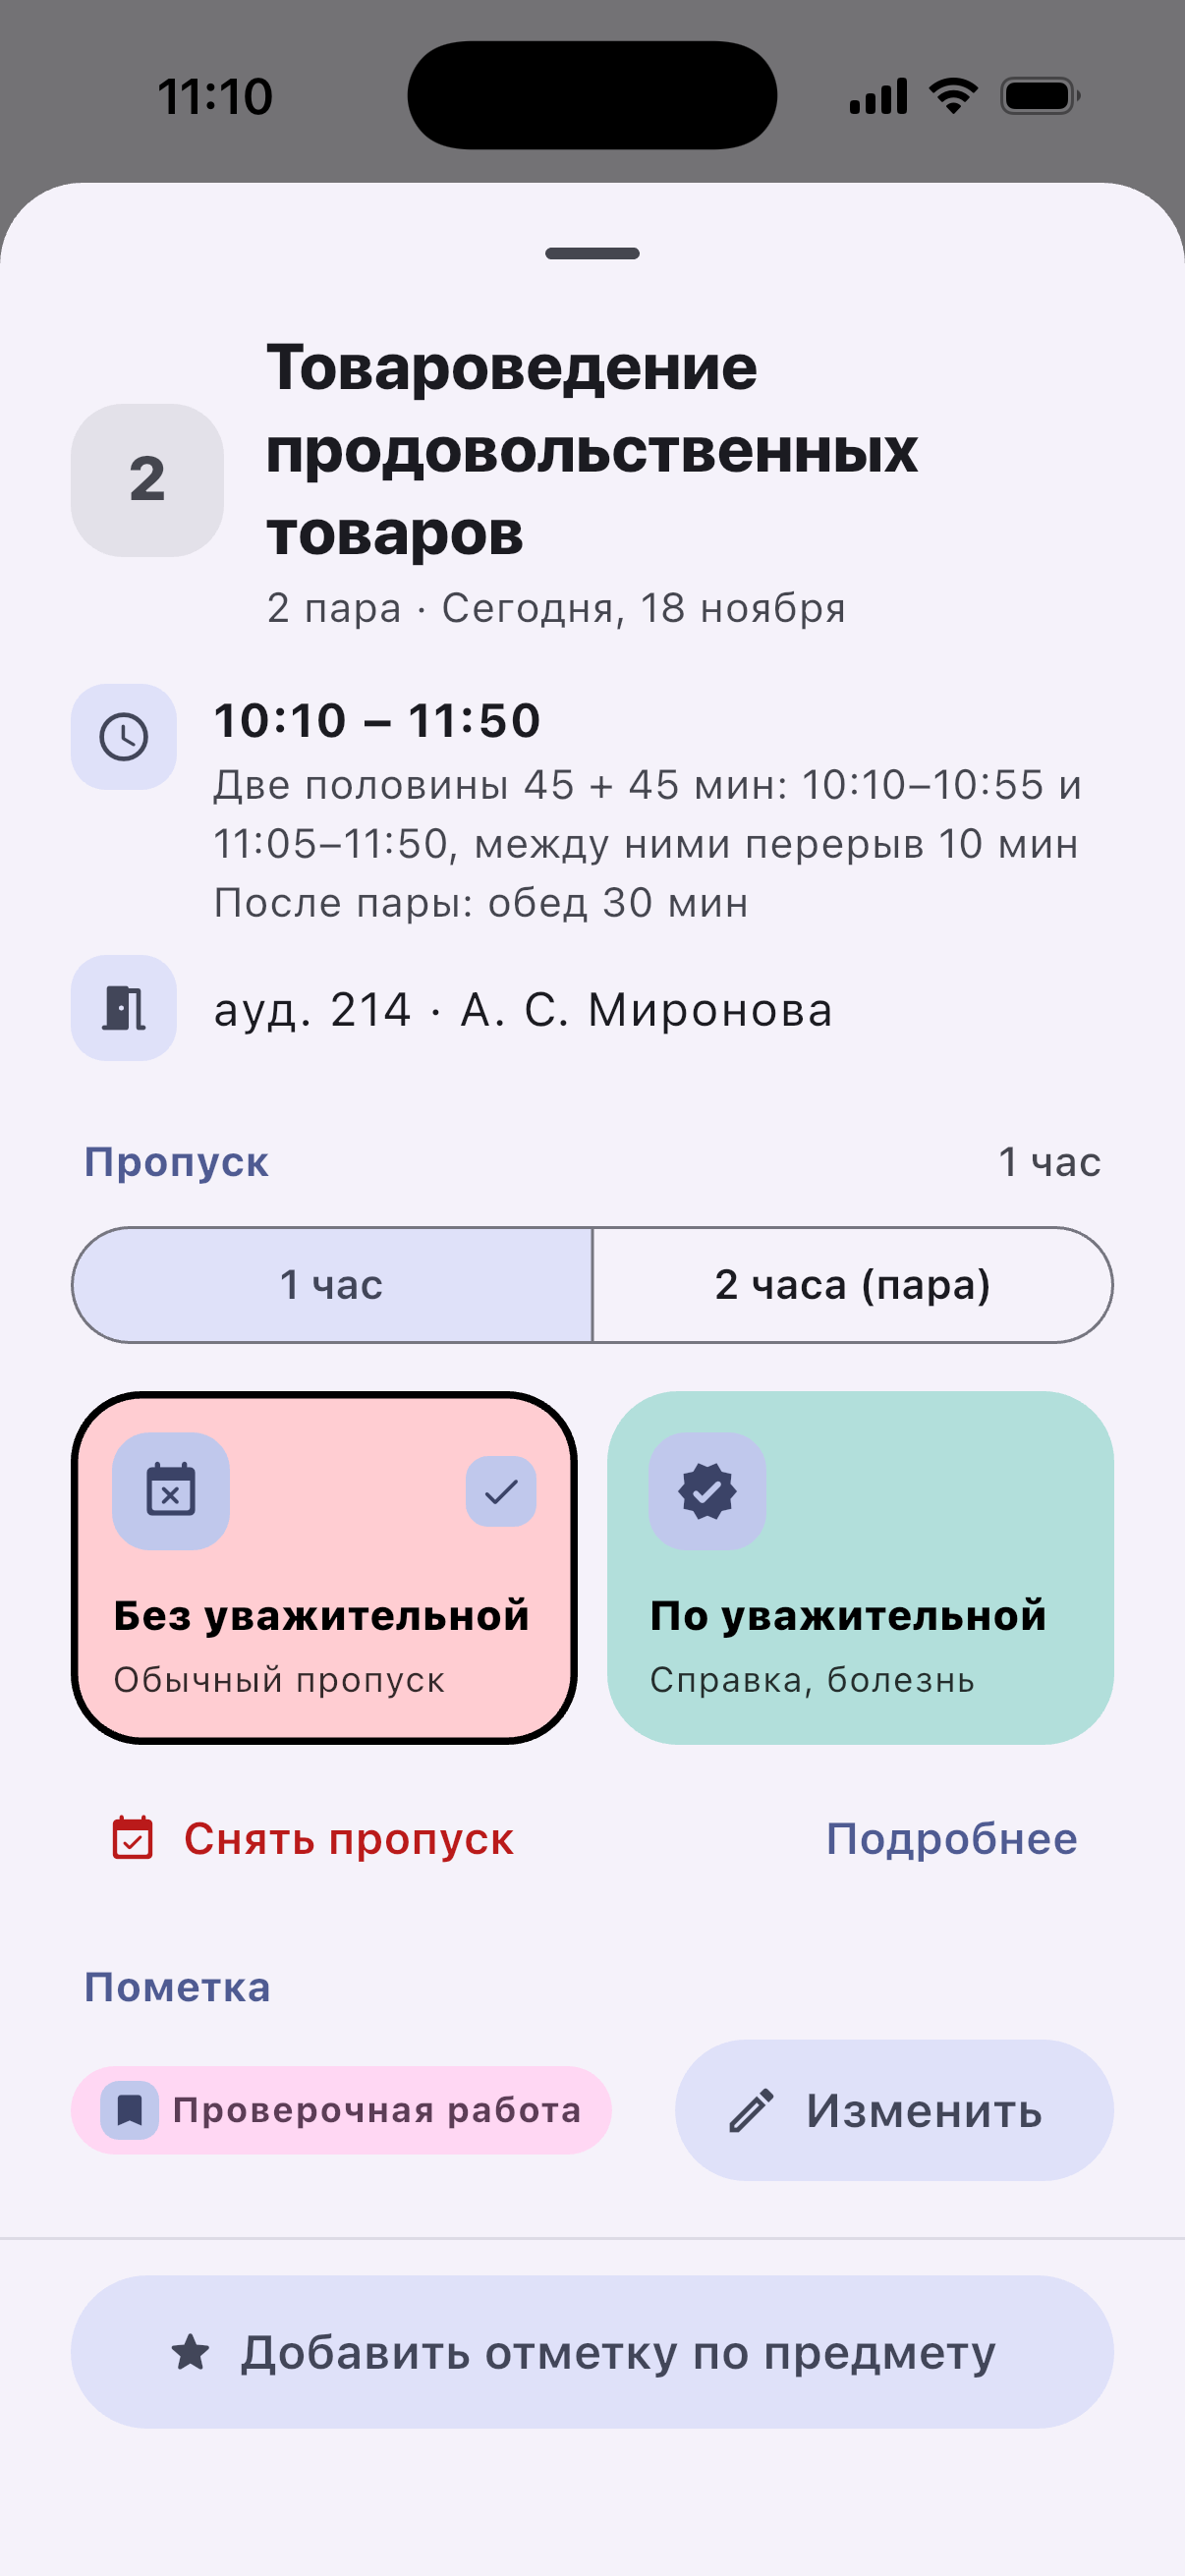 11:10
Товароведение
продовольственных
товаров
2
2 пара · Сегодня, 18 ноября
10:10 – 11:50
Две половины 45 + 45 мин: 10:10–10:55 и
11:05–11:50, между ними перерыв 10 мин
После пары: обед 30 мин
ауд. 214 · А. С. Миронова
Пропуск
1 час
1 час
2 часа (пара)
Без уважительной
Обычный пропуск
По уважительной
Справка, болезнь
Снять пропуск
Подробнее
Пометка
Проверочная работа
Изменить
Добавить отметку по предмету